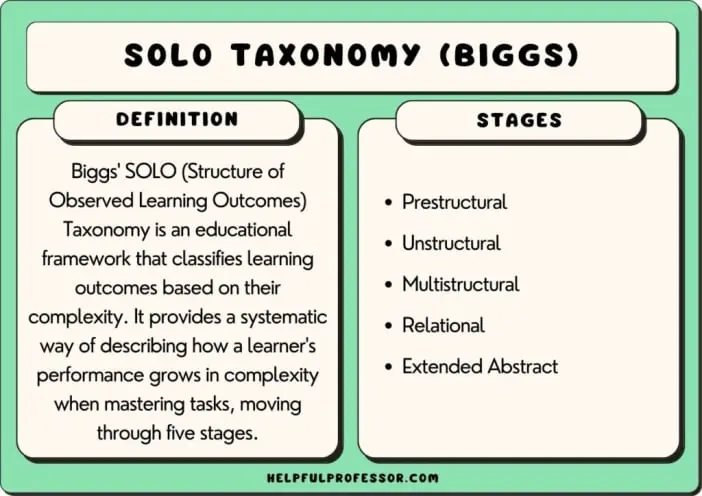 SOLO TAXONOMY (BIGGS)
DEFINITION
Biggs' SOLO (Structure of
Observed Learning Outcomes)
Taxonomy is an educational
framework that classifies learning
outcomes based on their
complexity. It provides a systematic
way of describing how a learner's
performance grows in complexity
when mastering tasks, moving
through five stages.
STAGES
• Prestructural
• Unstructural
• Multistructural
• Relational
• Extended Abstract
HELPFULPROFESSOR.COM